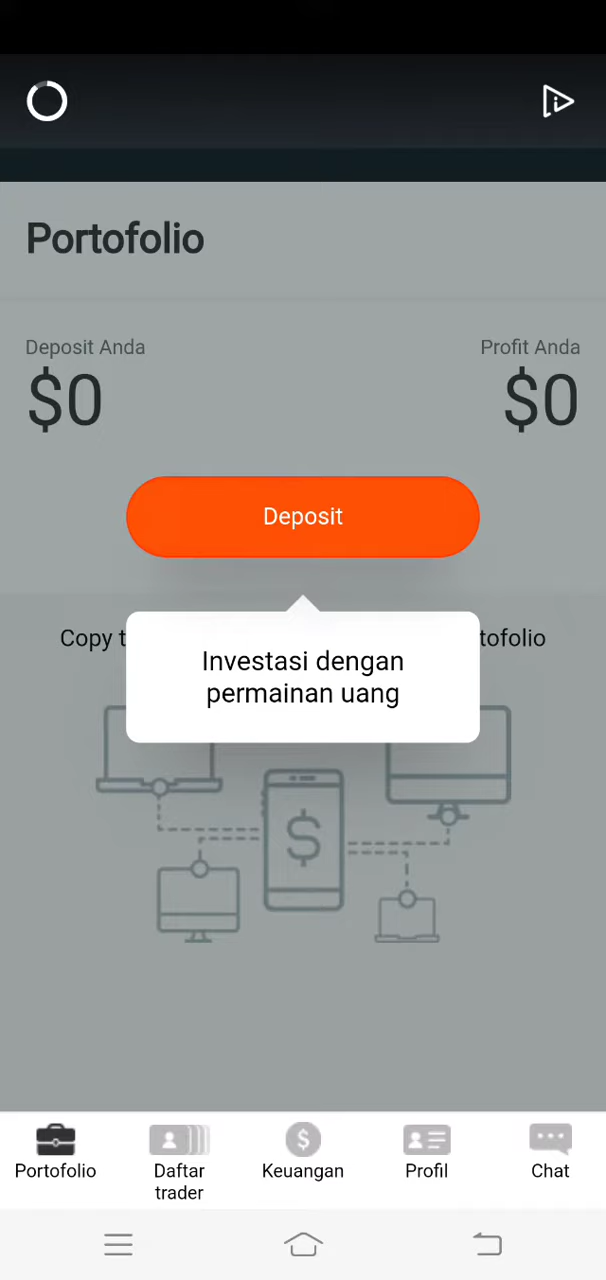 Portofolio
Deposit Anda
Profit Anda
$0
$0
Deposit
Copy t
tofolio
Investasi dengan
permainan uang
$
Portofolio
Daftar
trader
$
Keuangan
Profil
Chat